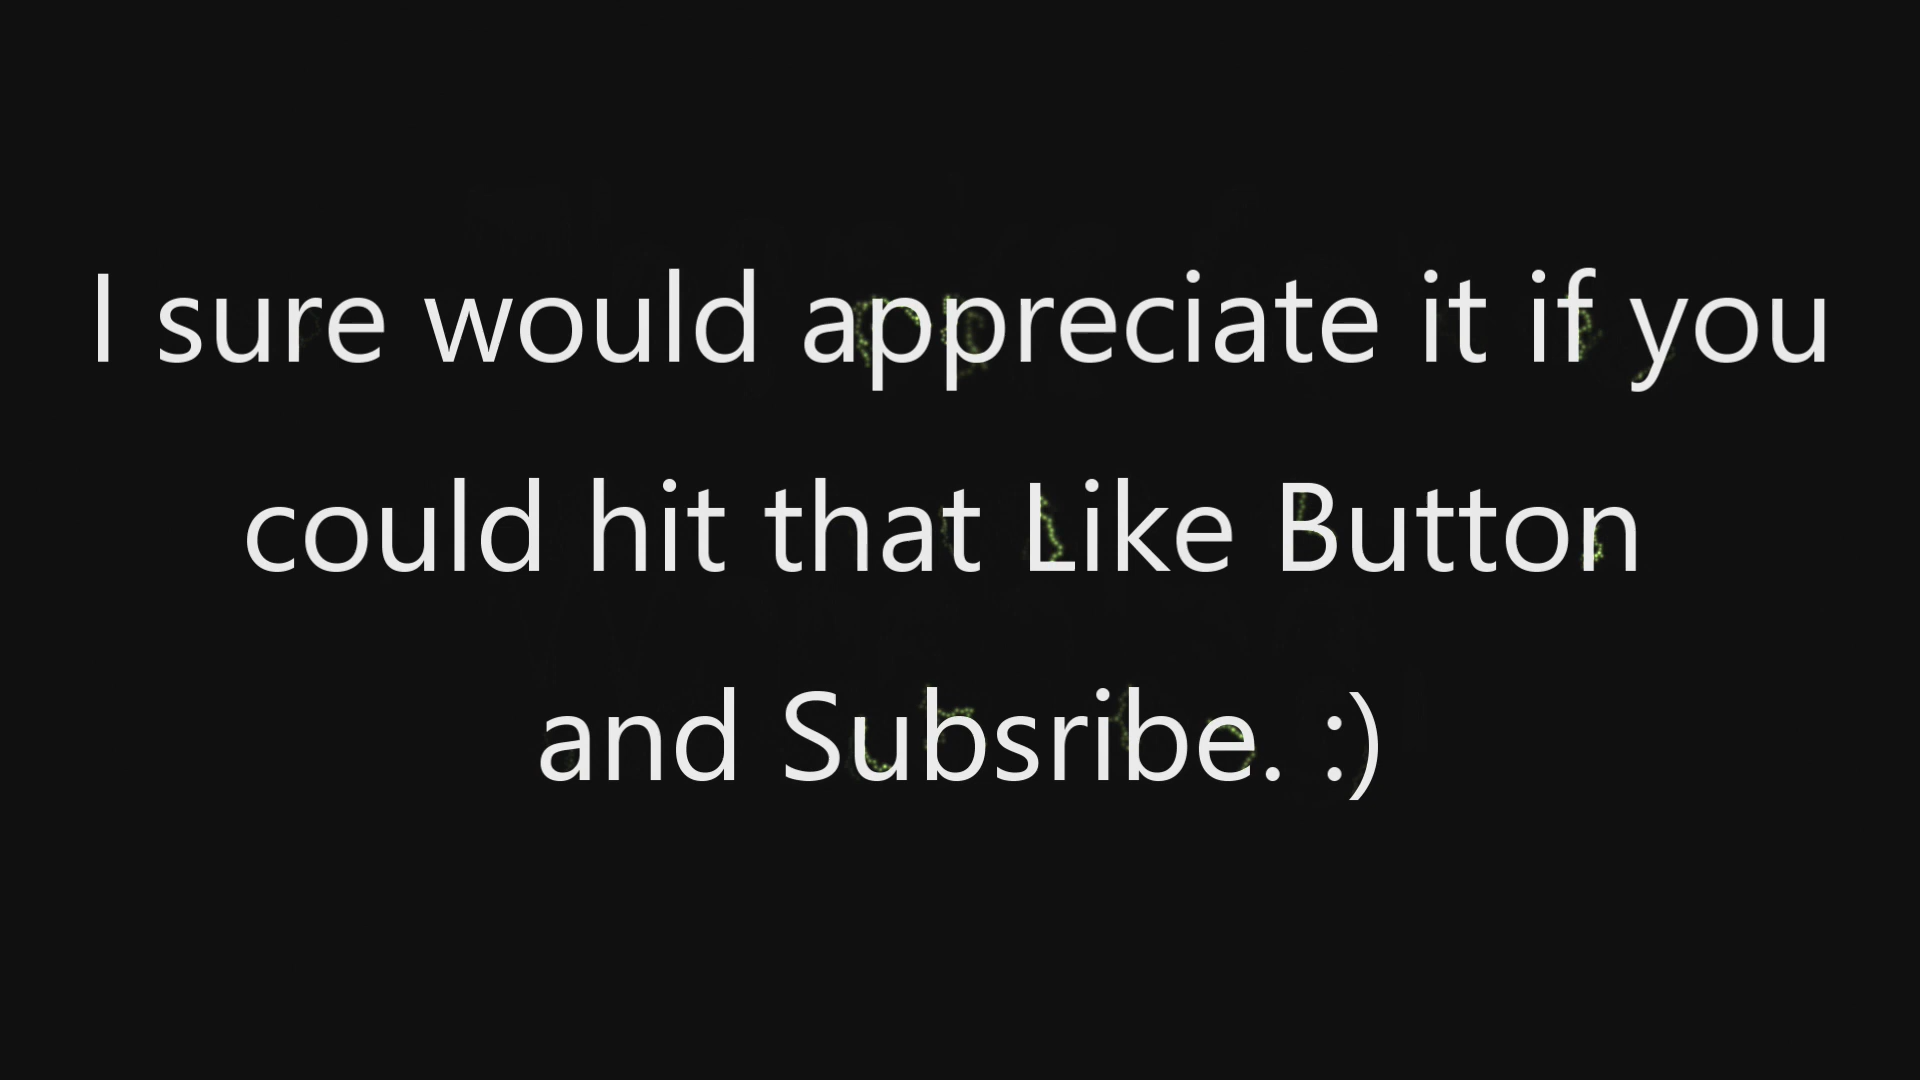 I sure would appreciate it if you
could hit that Like Button
and Subsribe. :)